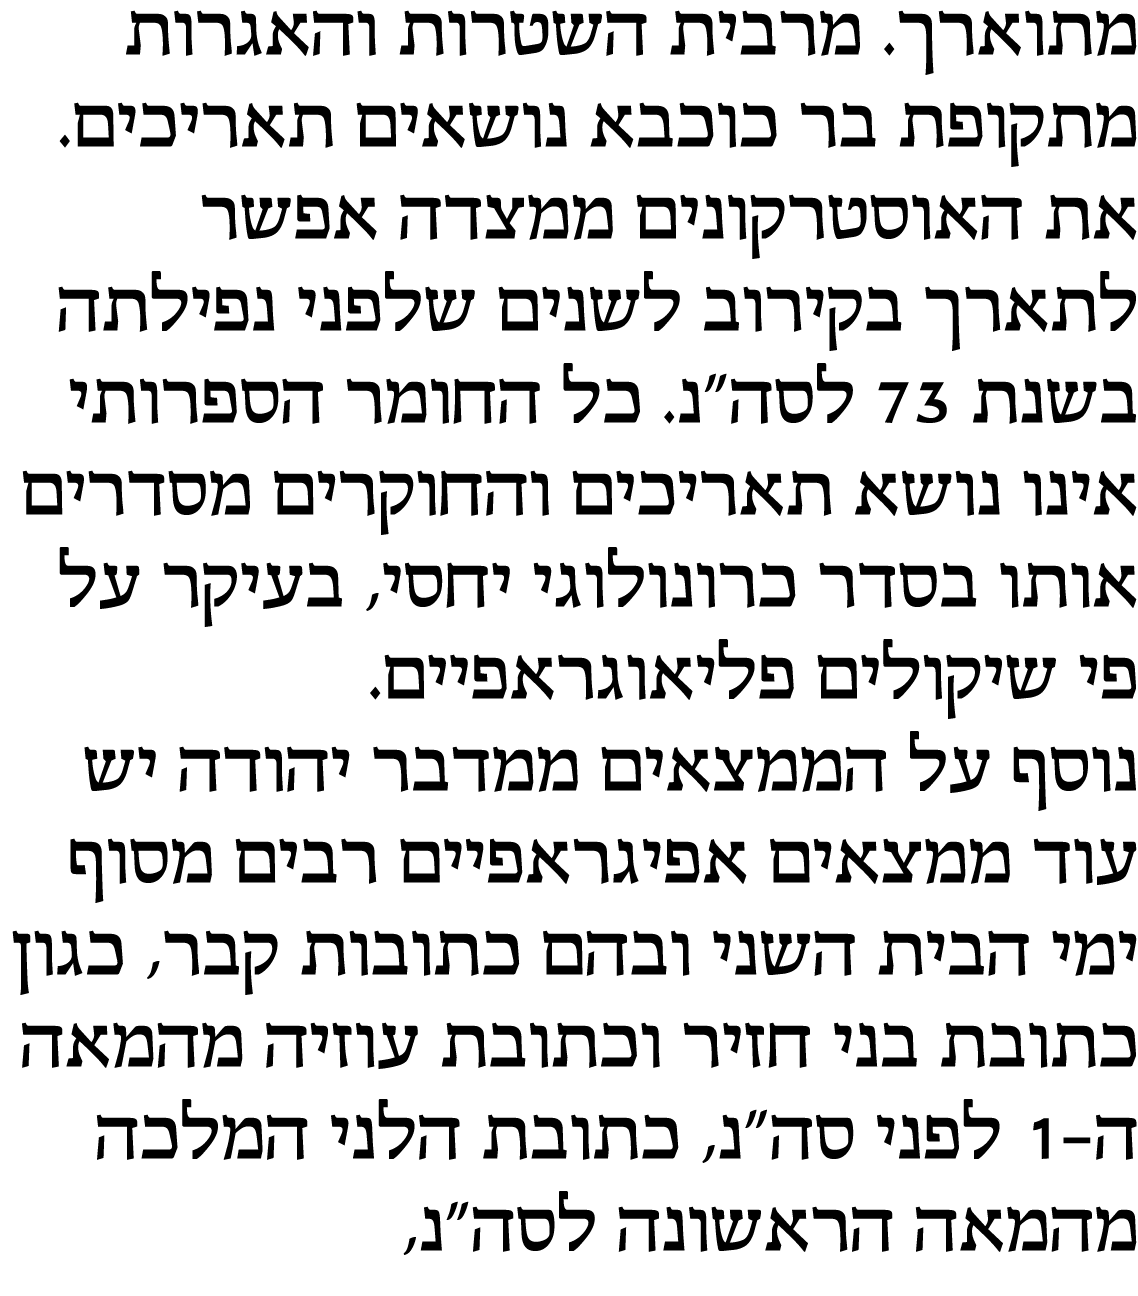 מתוארך. מרבית השטרות והאגרות
מתקופת בר כוכבא נושאים תאריכים.
את האוסטרקונים ממצדה אפשר
לתארך בקירוב לשנים שלפני נפילתה
בשנת 73 לסה"נ. כל החומר הספרותי
אינו נושא תאריכים והחוקרים מסדרים
אותו בסדר כרונולוגי יחסי, בעיקר על
פי שיקולים פליאוגראפיים.
נוסף על הממצאים ממדבר יהודה יש
עוד ממצאים אפיגראפיים רבים מסוף
ימי הבית השני ובהם כתובות קבר, כגון
כתובת בני חזיר וכתובת עוזיה מהמאה
ה-1 לפני סה"נ, כתובת הלני המלכה
מהמאה הראשונה לסה"נ,